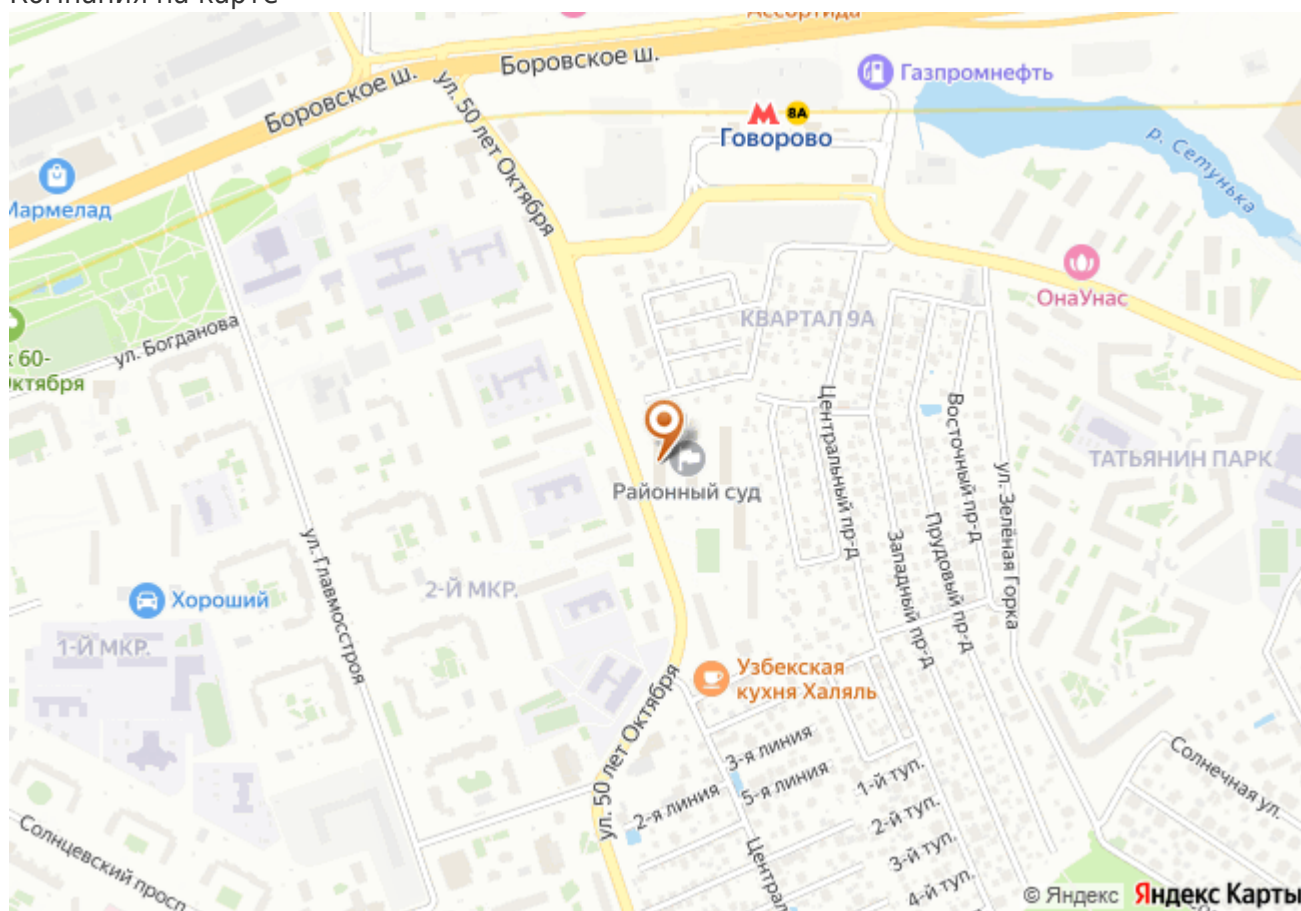 Компания на карте
Ассортида
Боровское ш.
Боровское ш.
Газпромнефть
8А
Говорово
р. Сетунька
ул. 50 лет Октября
Мармелад
ОнаУнас
КВАРТАЛ 9А
ул. Богданова
к 60-
ктября
Центральный пр-д
Восточный пр-д
ТАТЬЯНИН ПАРК
Районный суд
ул. Зелёная Горка
Прудовый пр-д
Западный пр-д
ул. Главмосстроя
2-Й МКР.
Хороший
1-Й МКР.
Узбекская
кухня Халяль
ул. 50 лет Октября
3-я линия
5-я линия
2-я линия
1-й туп.
2-й туп.
3-й туп.
4-й туп.
Солнечная ул.
Солнцевский просп
Централ
© Яндекс Яндекс Карты